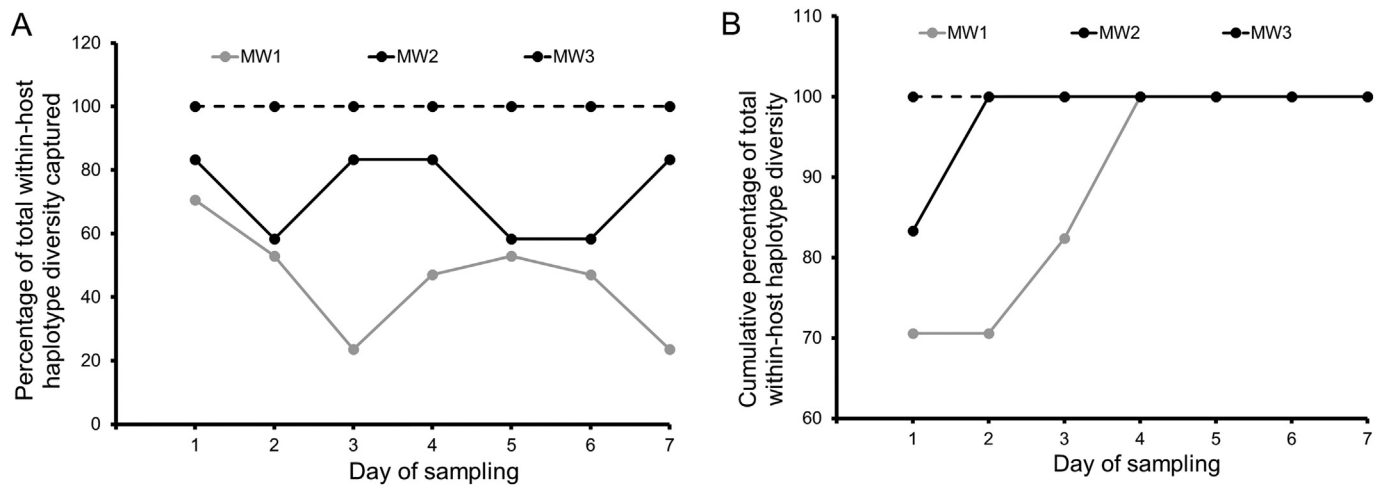 A
Percentage of total within-host
haplotype diversity captured
120
100
80
60
40
20
0
MW1 MW2 MW3
1 2 3 4 5 6 7
Day of sampling
B
Cumulative percentage of total
within-host haplotype diversity
110
100
90
80
70
60
MW1 MW2 MW3
1 2 3 4 5 6 7
Day of sampling